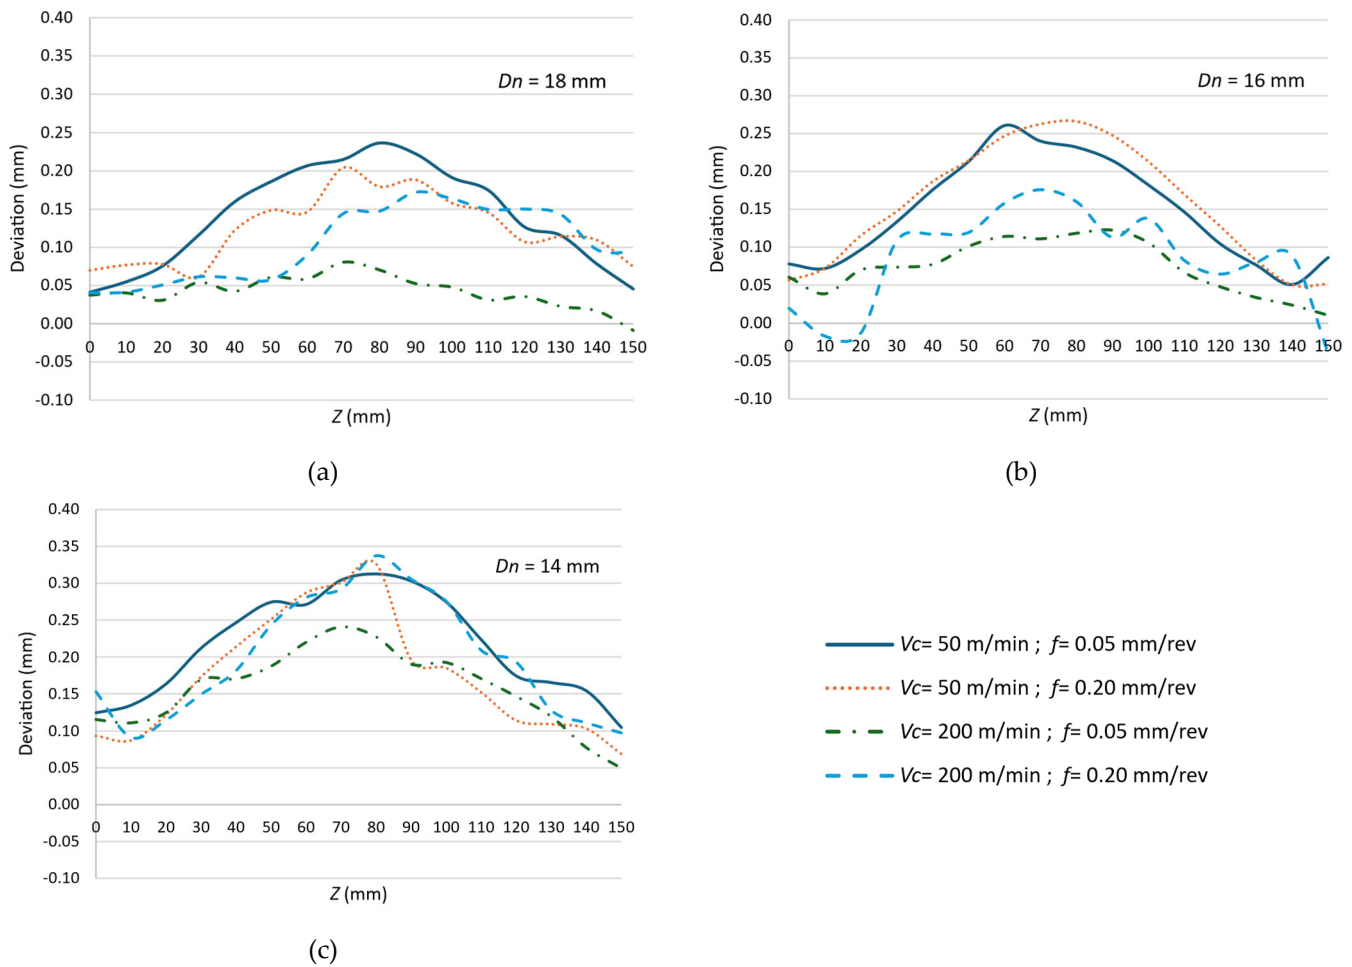 0.40
0.35
0.30
0.25
0.20
0.15
0.10
0.05
0.00
-0.05
-0.10
Deviation (mm)
Dn = 18 mm
0 10 20 30 40 50 60 70 80 90 100 110 120 130 140 150
Z (mm)
(a)
0.40
0.35
0.30
0.25
0.20
0.15
0.10
0.05
0.00
-0.05
-0.10
Deviation (mm)
Dn = 16 mm
0 10 20 30 40 50 60 70 80 90 100 110 120 130 140 150
Z (mm)
(b)
0.40
0.35
0.30
0.25
0.20
0.15
0.10
0.05
0.00
-0.05
-0.10
Deviation (mm)
Dn = 14 mm
0 10 20 30 40 50 60 70 80 90 100 110 120 130 140 150
Z (mm)
(c)
Vc= 50 m/min ; f= 0.05 mm/rev
Vc= 50 m/min ; f= 0.20 mm/rev
Vc= 200 m/min ; f= 0.05 mm/rev
Vc= 200 m/min ; f= 0.20 mm/rev